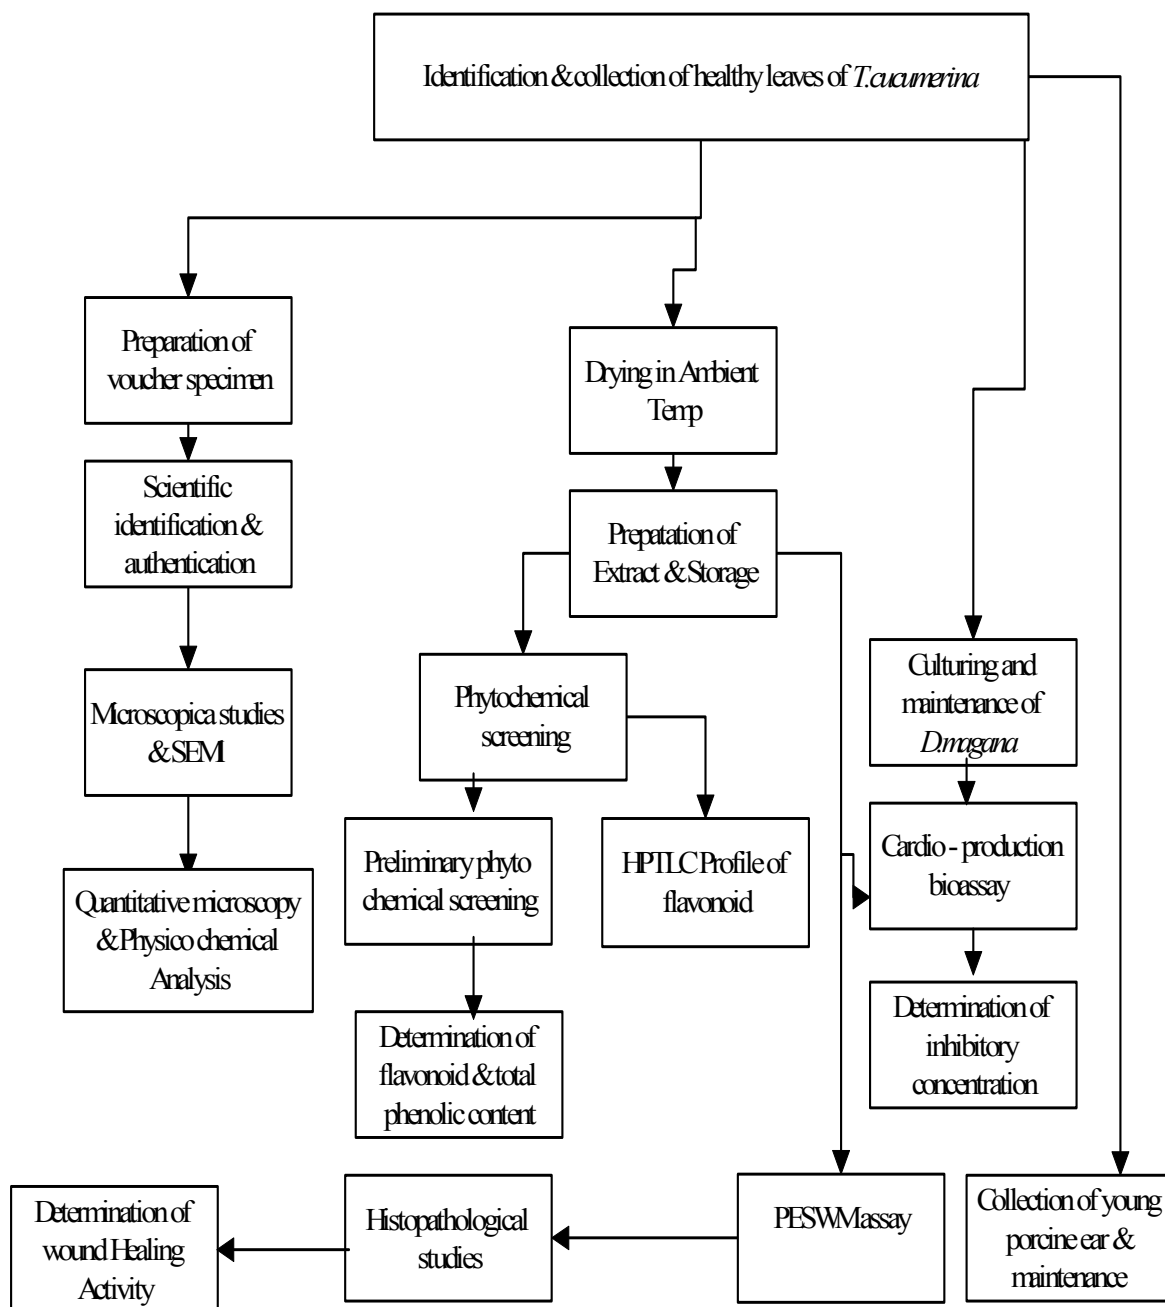 Identification & collection of healthy leaves of T.cucumerina
Preparation of
voucher specimen
Scientific
identification &
authentication
Microscopica studies
& SEM
Quantitative microscopy
& Physico chemical
Analysis
Drying in Ambient
Temp
Prepatation of
Extract & Storage
Phytochemical
screening
Preliminary phyto
chemical screening
HPTLC Profile of
flavonoid
Determination of
flavonoid & total
phenolic content
Culturing and
maintenance of
D.magana
Cardio - production
bioassay
Determination of
inhibitory
concentration
Collection of young
porcine ear &
maintenance
PESWM assay
Histopathological
studies
Determination of
wound Healing
Activity